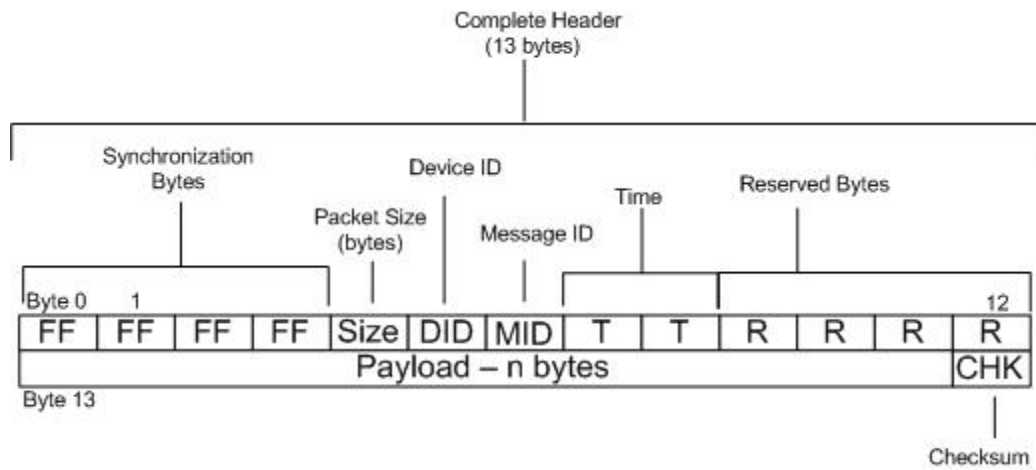 Complete Header
(13 bytes)
Synchronization
Bytes
Device ID
Packet Size
(bytes)
Message ID
Time
Reserved Bytes
Byte 0 1 12
FF FF FF FF Size DID MID T T R R R R
Payload – n bytes CHK
Byte 13
Checksum